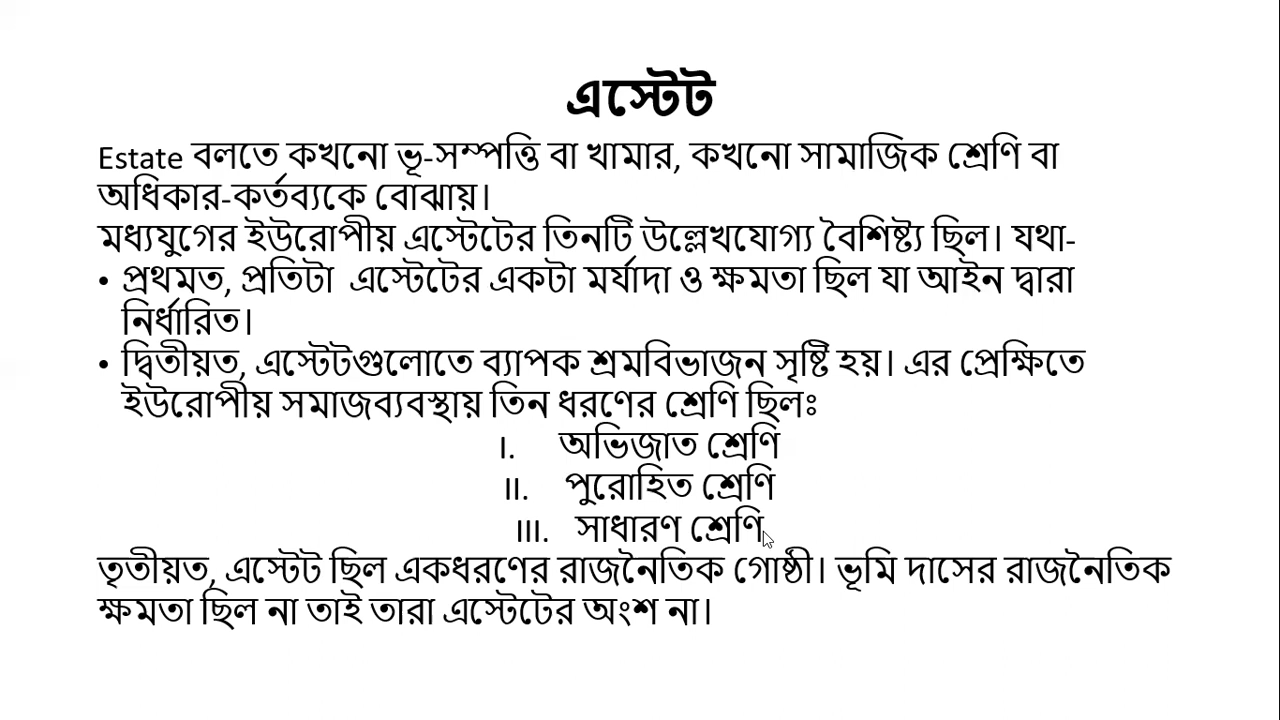 এস্টেট
Estate বলতে কখনো ভূ-সম্পত্তি বা খামার, কখনো সামাজিক শ্রেণি বা
অধিকার-কর্তব্যকে বোঝায়।
মধ্যযুগের ইউরোপীয় এস্টেটের তিনটি উল্লেখযোগ্য বৈশিষ্ট্য ছিল। যথা-
• প্রথমত, প্রতিটা এস্টেটের একটা মর্যাদা ও ক্ষমতা ছিল যা আইন দ্বারা
নির্ধারিত।
• দ্বিতীয়ত, এস্টেটগুলোতে ব্যাপক শ্রমবিভাজন সৃষ্টি হয়। এর প্রেক্ষিতে
ইউরোপীয় সমাজব্যবস্থায় তিন ধরণের শ্রেণি ছিলঃ
I. অভিজাত শ্রেণি
II. পুরোহিত শ্রেণি
III. সাধারণ শ্রেণি
তৃতীয়ত, এস্টেট ছিল একধরণের রাজনৈতিক গোষ্ঠী। ভূমি দাসের রাজনৈতিক
ক্ষমতা ছিল না তাই তারা এস্টেটের অংশ না।